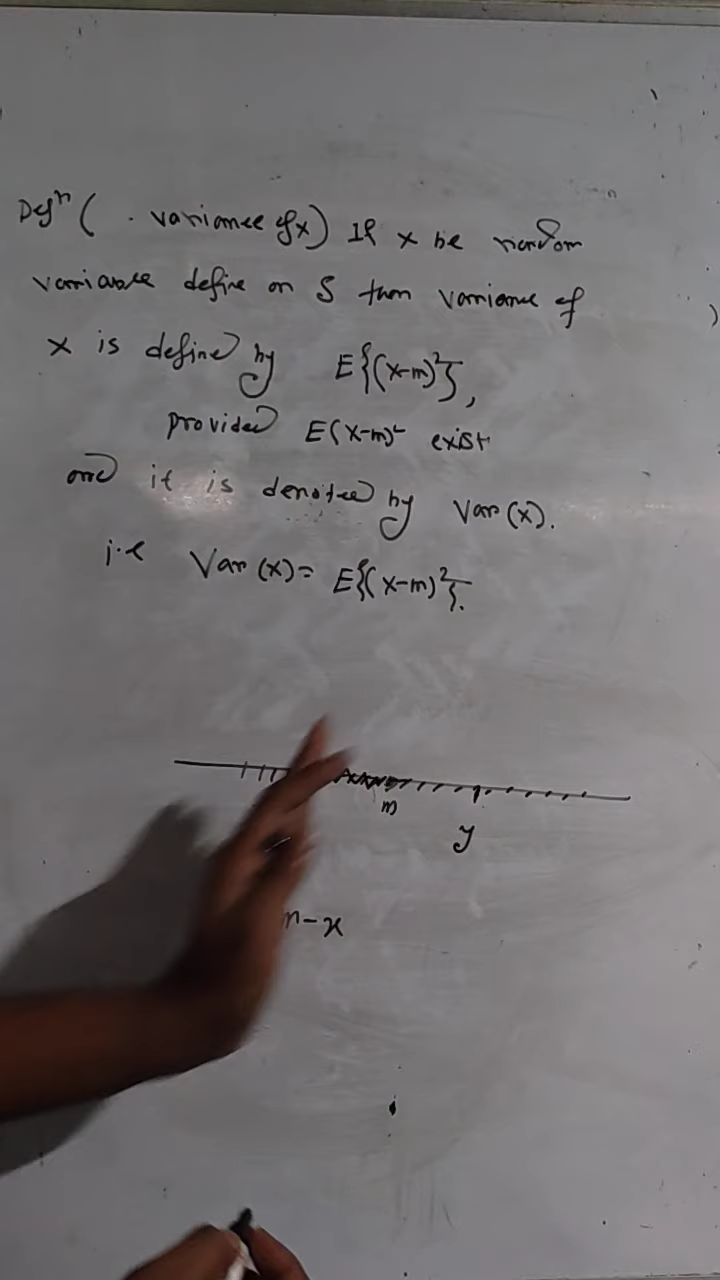 Defⁿ ( . variance of x) If x be random
variable define on S then variance of
x is define by E{(x-m)²},
provided E(x-m)² exist
and it is denoted by Var(x).
i.e Var(x) = E{(x-m)²}.
m
y
m-x